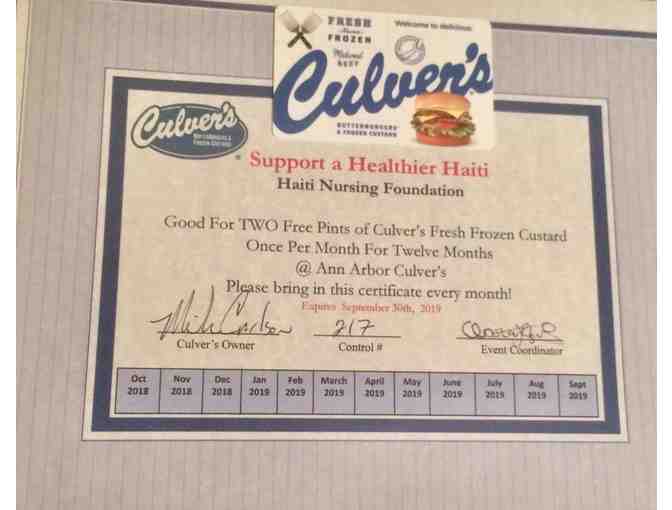 FRESH
FROZEN
Midwest
BEEF
Welcome to delicious.
Culver's
BUTTERBURGERS
& FROZEN CUSTARD
Culver's
BUTTERBURGERS &
FROZEN CUSTARD
Support a Healthier Haiti
Haiti Nursing Foundation
Good For TWO Free Pints of Culver's Fresh Frozen Custard
Once Per Month For Twelve Months
@ Ann Arbor Culver's
Please bring in this certificate every month!
Expires September 30th, 2019
217
Culver's Owner Control # Event Coordinator
Oct Nov Dec Jan Feb March April May June July Aug Sept
2018 2018 2018 2019 2019 2019 2019 2019 2019 2019 2019 2019